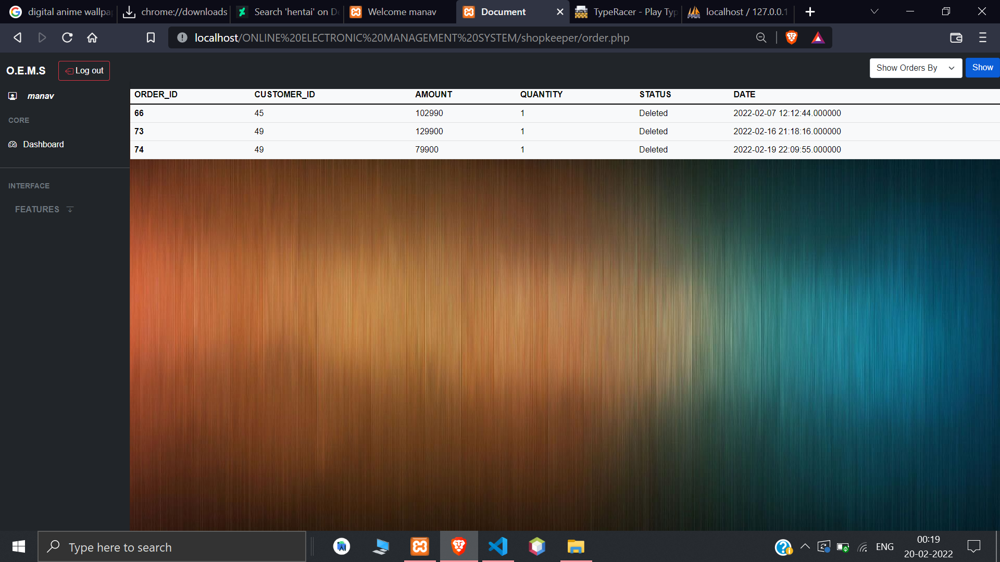 digital anime wallpa
chrome://downloads
Search 'hentai' on De
Welcome manav
Document
TypeRacer - Play Typ
localhost / 127.0.0.1
localhost/ONLINE%20ELECTRONIC%20MANAGEMENT%20SYSTEM/shopkeeper/order.php
O.E.M.S
Log out
Show Orders By
Show
manav
CORE
Dashboard
INTERFACE
FEATURES
ORDER_ID CUSTOMER_ID AMOUNT QUANTITY STATUS DATE
66 45 102990 1 Deleted 2022-02-07 12:12:44.000000
73 49 129900 1 Deleted 2022-02-16 21:18:16.000000
74 49 79900 1 Deleted 2022-02-19 22:09:55.000000
Type here to search
ENG
00:19
20-02-2022